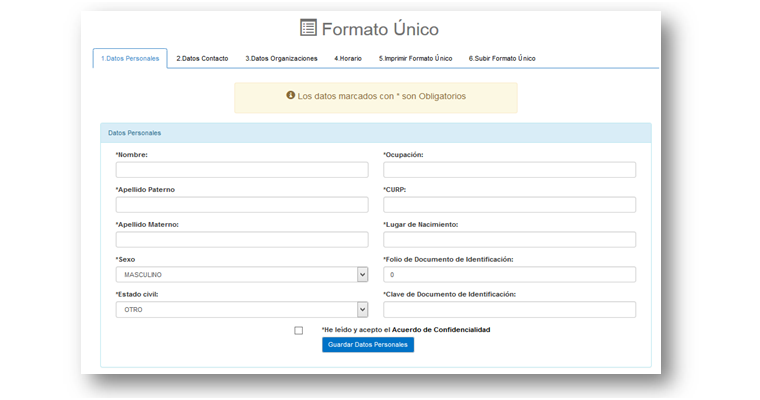 Formato Único
1.Datos Personales 2.Datos Contacto 3.Datos Organizaciones 4.Horario 5.Imprimir Formato Único 6.Subir Formato Único
Los datos marcados con * son Obligatorios
Datos Personales
*Nombre: *Ocupación:
*Apellido Paterno *CURP:
*Apellido Materno: *Lugar de Nacimiento:
*Sexo *Folio de Documento de Identificación:
MASCULINO 0
*Estado civil: *Clave de Documento de Identificación:
OTRO
*He leído y acepto el Acuerdo de Confidencialidad
Guardar Datos Personales